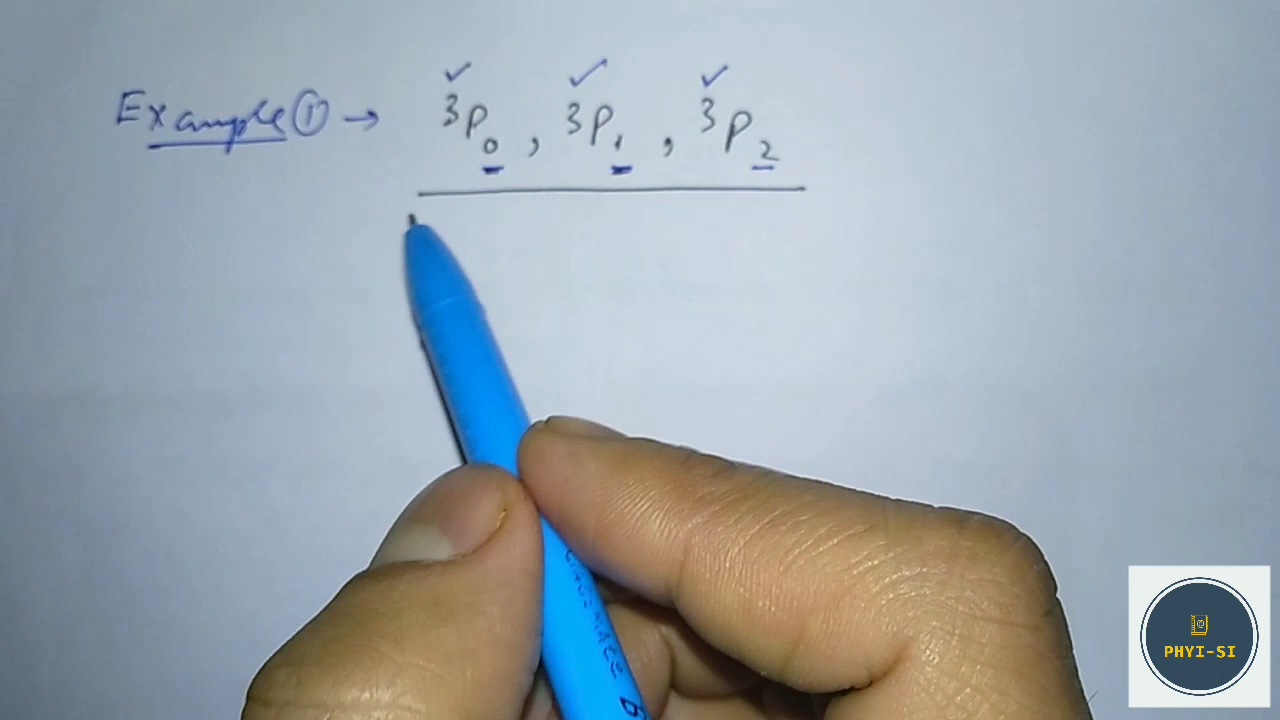 Example ① → ³P₀ , ³P₁ , ³P₂
PHYI-SI